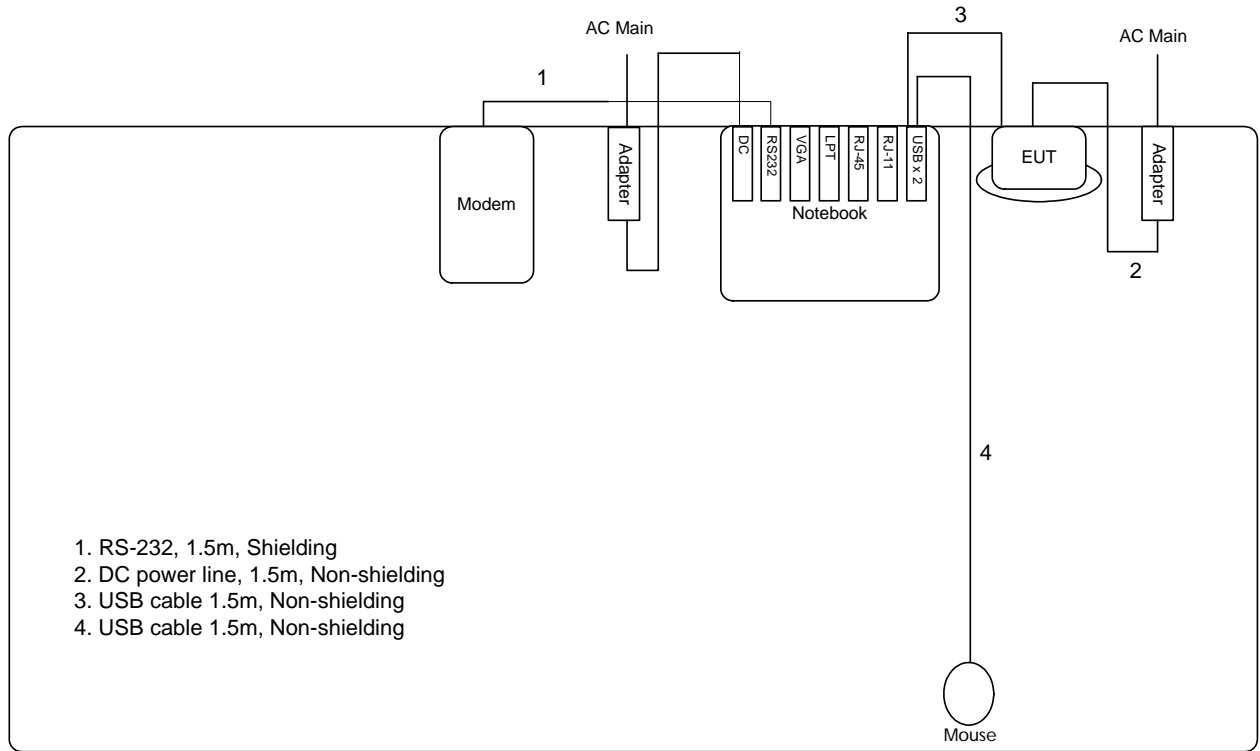 AC Main
3
AC Main
1
Modem
Adapter
DC
RS232
VGA
LPT
RJ-45
RJ-11
USB x 2
Notebook
EUT
Adapter
2
4
1. RS-232, 1.5m, Shielding
2. DC power line, 1.5m, Non-shielding
3. USB cable 1.5m, Non-shielding
4. USB cable 1.5m, Non-shielding
Mouse